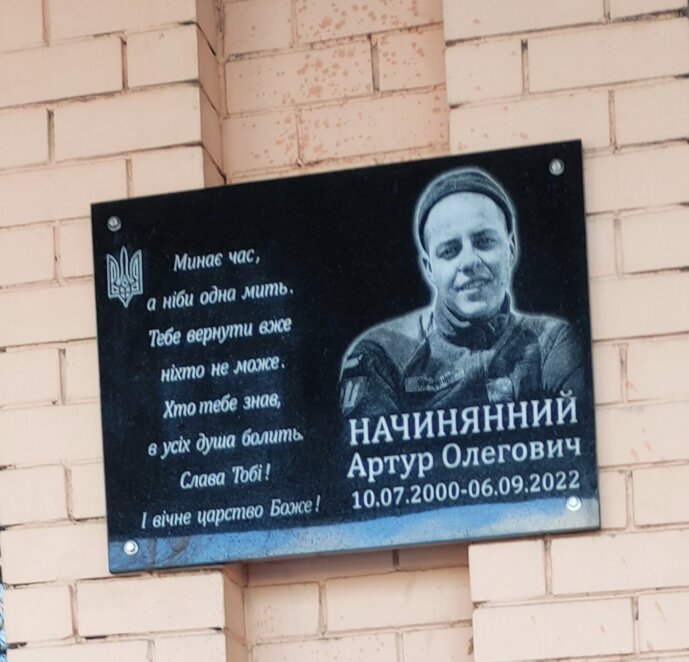 Минає час,
а ніби одна мить.
Тебе вернути вже
ніхто не може.
Хто тебе знав,
в усіх душа болить.
Слава Тобі!
І вічне царство Боже!
НАЧИНЯННИЙ
Артур Олегович
10.07.2000-06.09.2022